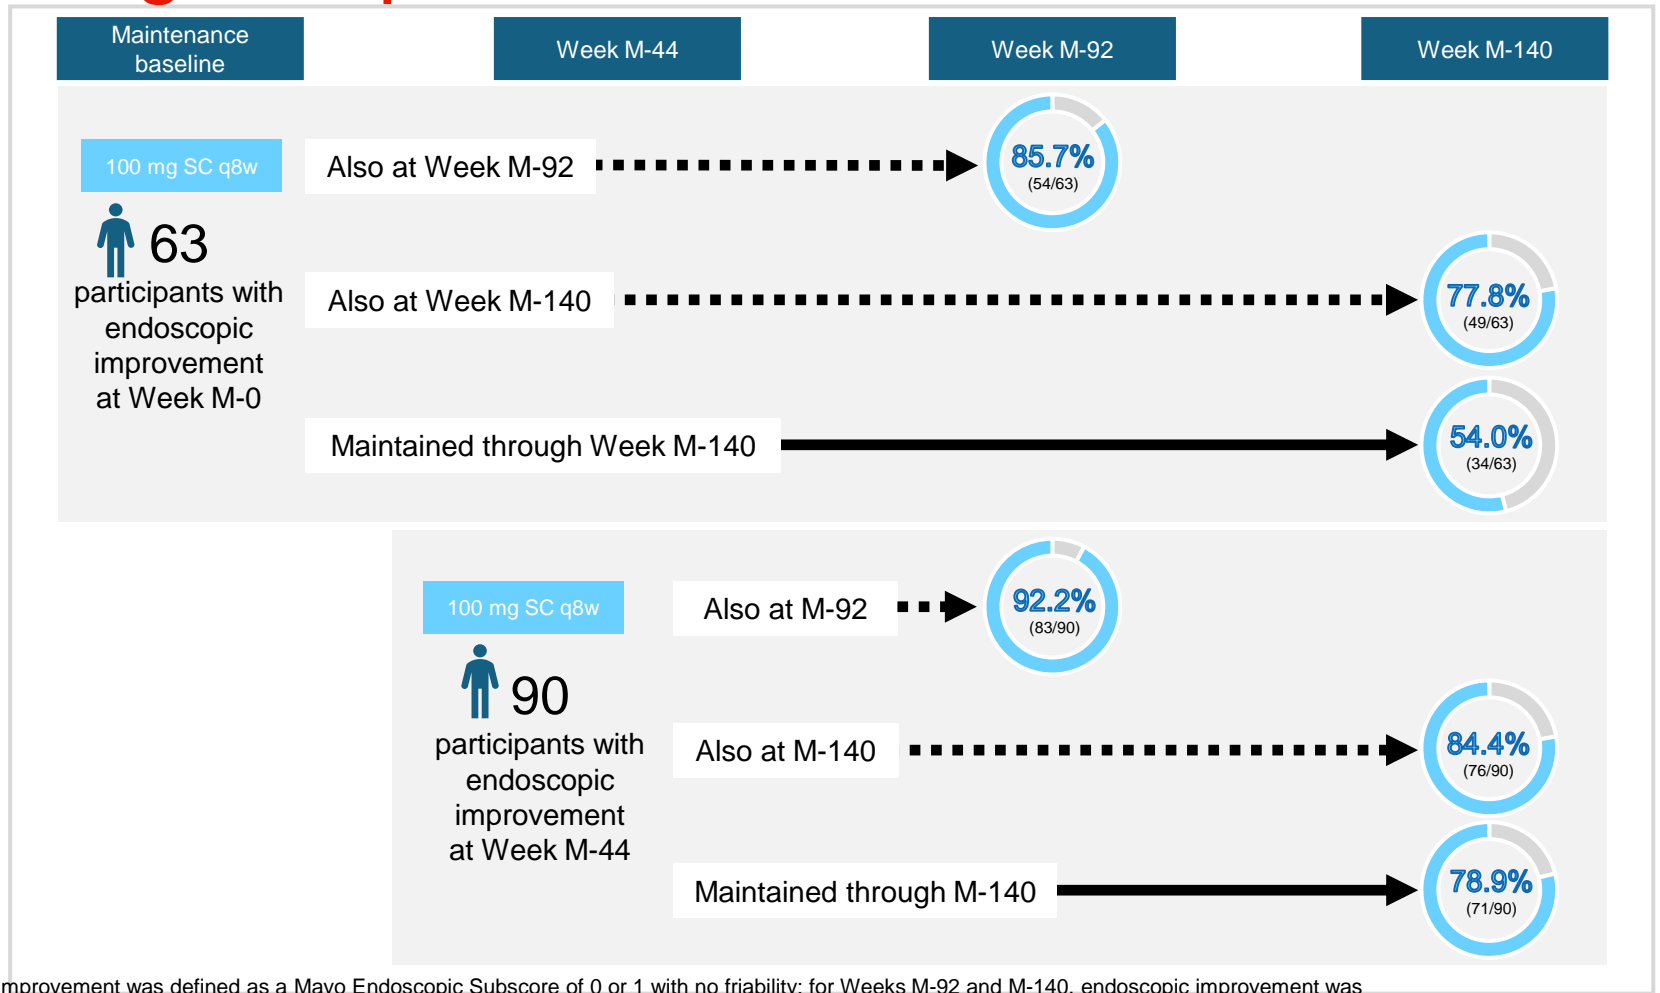 Maintenance
baseline
Week M-44
Week M-92
Week M-140
100 mg SC q8w
63
participants with
endoscopic
improvement
at Week M-0
Also at Week M-92
85.7%
(54/63)
Also at Week M-140
77.8%
(49/63)
Maintained through Week M-140
54.0%
(34/63)
100 mg SC q8w
90
participants with
endoscopic
improvement
at Week M-44
Also at M-92
92.2%
(83/90)
Also at M-140
84.4%
(76/90)
Maintained through M-140
78.9%
(71/90)
mprovement was defined as a Mayo Endoscopic Subscore of 0 or 1 with no friability; for Weeks M-92 and M-140, endoscopic improvement was